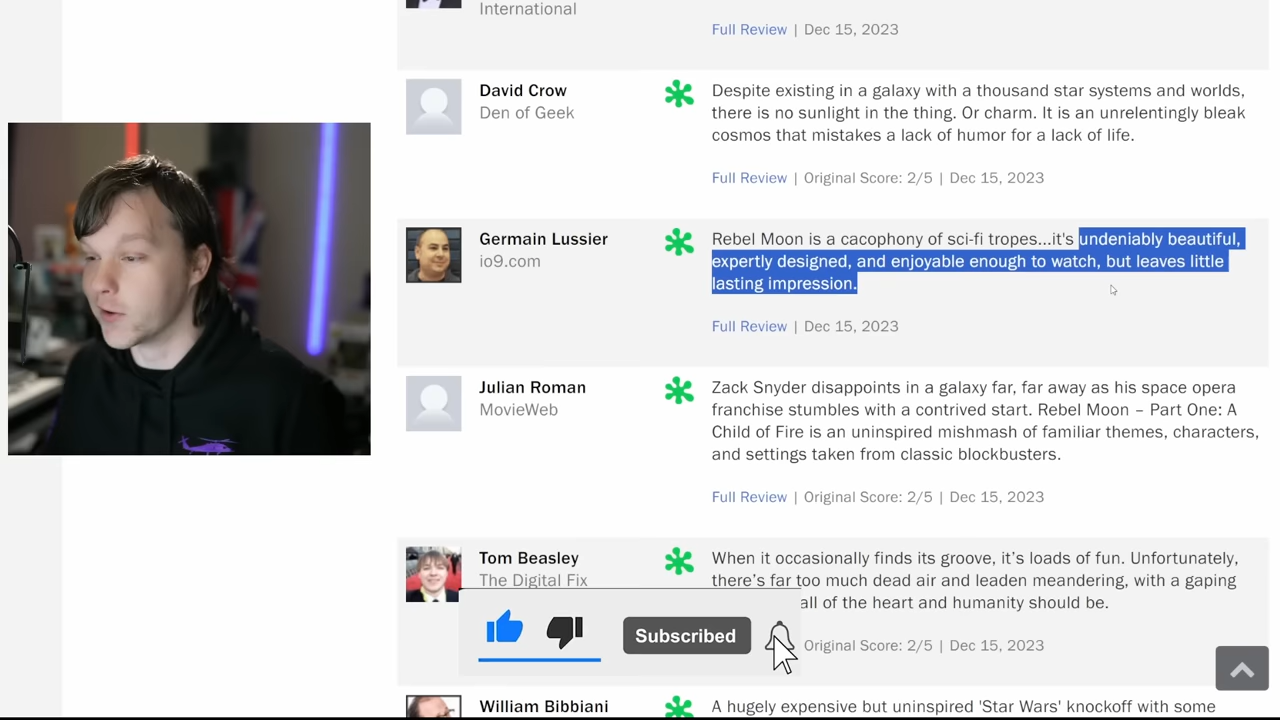 International
Full Review | Dec 15, 2023
David Crow
Den of Geek
Despite existing in a galaxy with a thousand star systems and worlds,
there is no sunlight in the thing. Or charm. It is an unrelentingly bleak
cosmos that mistakes a lack of humor for a lack of life.
Full Review | Original Score: 2/5 | Dec 15, 2023
Germain Lussier
io9.com
Rebel Moon is a cacophony of sci-fi tropes...it's undeniably beautiful,
expertly designed, and enjoyable enough to watch, but leaves little
lasting impression.
Full Review | Dec 15, 2023
Julian Roman
MovieWeb
Zack Snyder disappoints in a galaxy far, far away as his space opera
franchise stumbles with a contrived start. Rebel Moon – Part One: A
Child of Fire is an uninspired mishmash of familiar themes, characters,
and settings taken from classic blockbusters.
Full Review | Original Score: 2/5 | Dec 15, 2023
Tom Beasley
The Digital Fix
When it occasionally finds its groove, it's loads of fun. Unfortunately,
there's far too much dead air and leaden meandering, with a gaping
all of the heart and humanity should be.
Original Score: 2/5 | Dec 15, 2023
Subscribed
William Bibbiani
A hugely expensive but uninspired 'Star Wars' knockoff with some